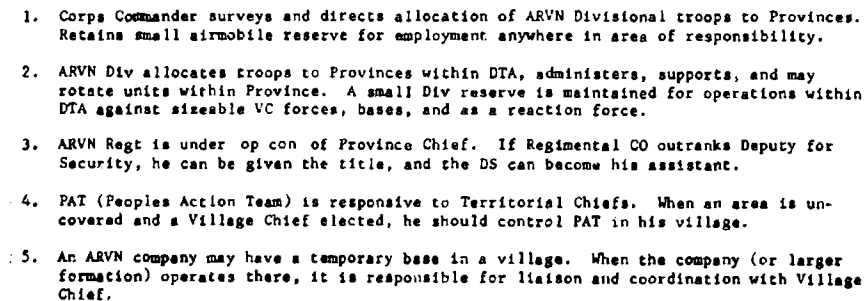 1. Corps Commander surveys and directs allocation of ARVN Divisional troops to Provinces.
Retains small airmobile reserve for employment anywhere in area of responsibility.
2. ARVN Div allocates troops to Provinces within DTA, administers, supports, and may
rotate units within Province. A small Div reserve is maintained for operations within
DTA against sizeable VC forces, bases, and as a reaction force.
3. ARVN Regt is under op con of Province Chief. If Regimental CO outranks Deputy for
Security, he can be given the title, and the DS can become his assistant.
4. PAT (Peoples Action Team) is responsive to Territorial Chiefs. When an area is un-
covered and a Village Chief elected, he should control PAT in his village.
5. An ARVN company may have a temporary base in a village. When the company (or larger
formation) operates there, it is responsible for liaison and coordination with Village
Chief.